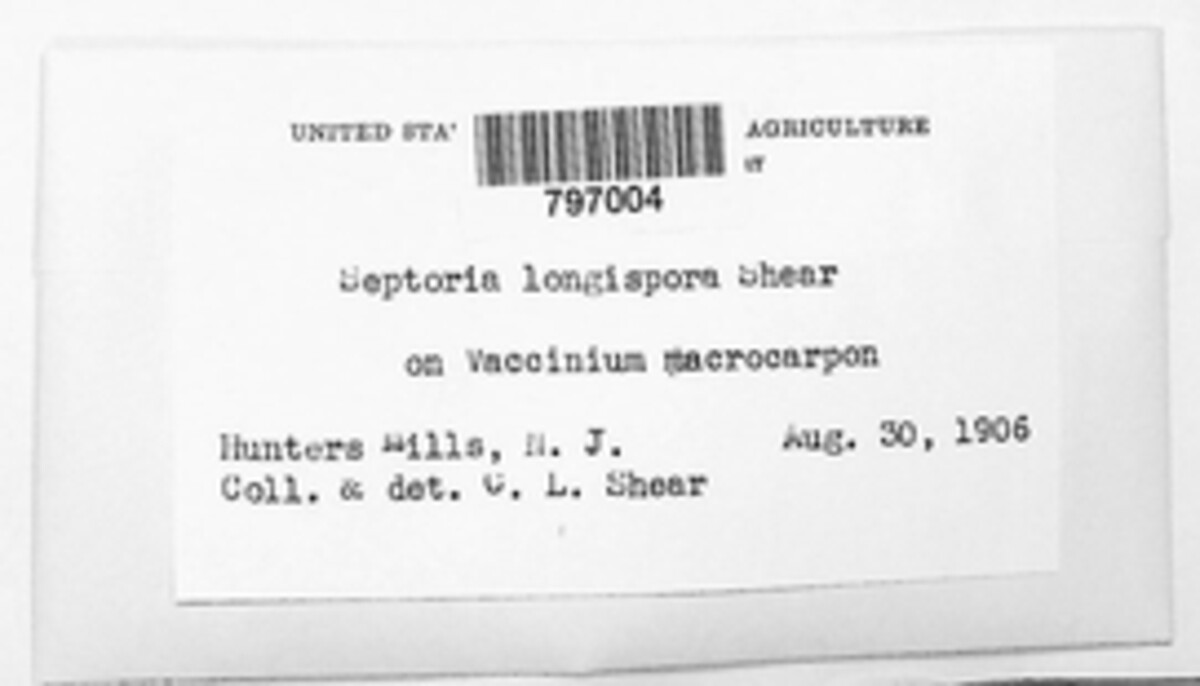 UNITED STA AGRICULTURE
797004
Septoria longispora Shear
on Vaccinium macrocarpon
Hunters Mills, N. J. Aug. 30, 1906
Coll. & det. C. L. Shear